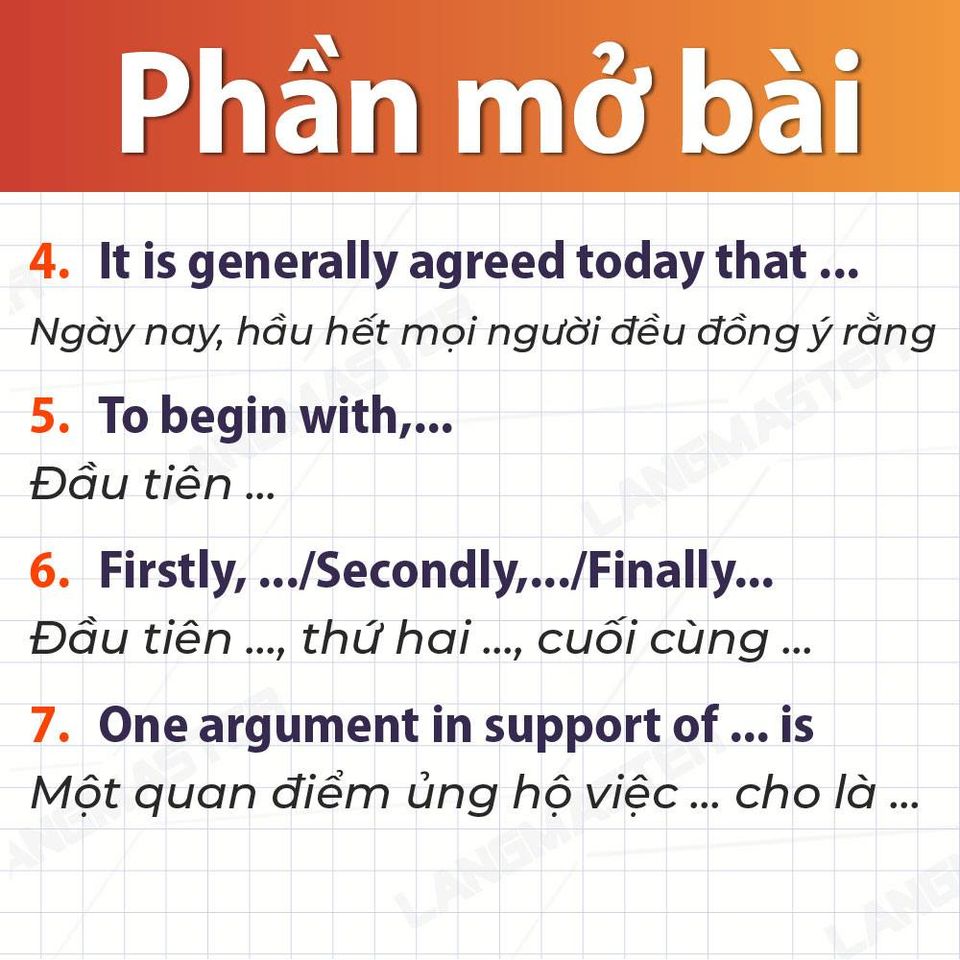 Phần mở bài
4. It is generally agreed today that ...
Ngày nay, hầu hết mọi người đều đồng ý rằng
5. To begin with,...
Đầu tiên ...
6. Firstly, .../Secondly,.../Finally...
Đầu tiên ..., thứ hai ..., cuối cùng ...
7. One argument in support of ... is
Một quan điểm ủng hộ việc ... cho là ...
LANGMASTER
LANGMASTER
LANGMASTER
LANGMASTER